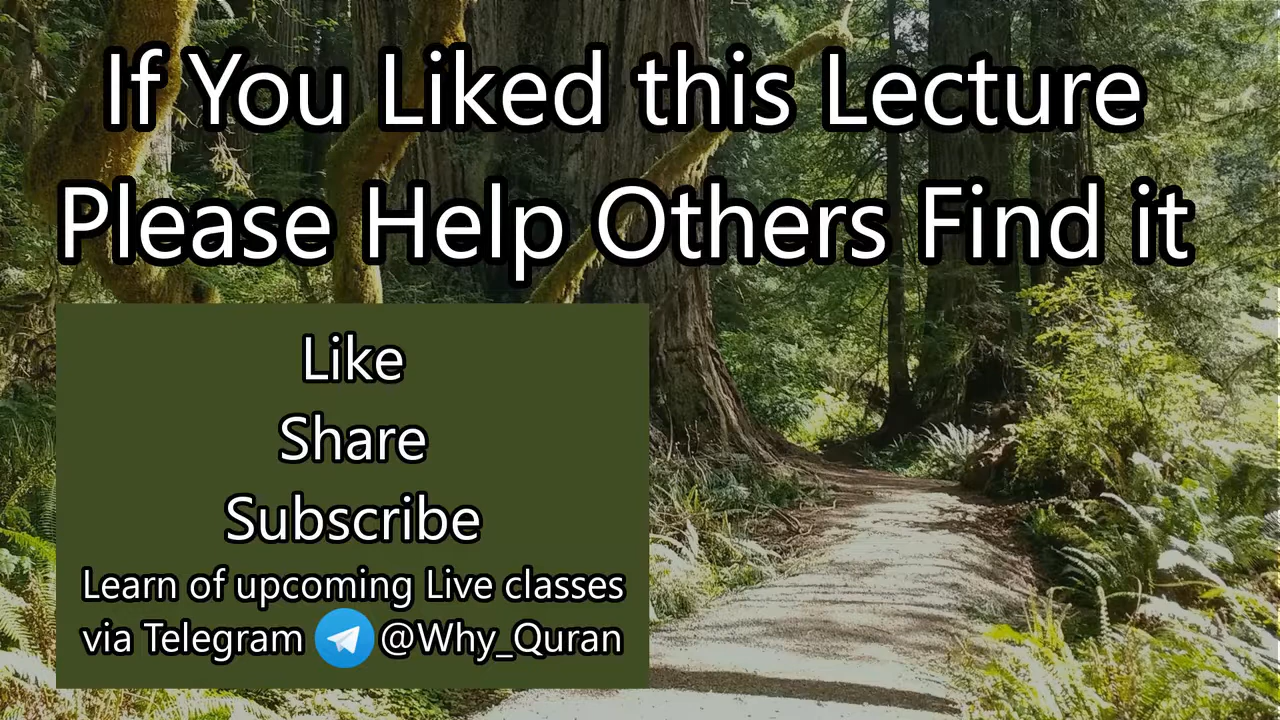 If You Liked this Lecture
Please Help Others Find it
Like
Share
Subscribe
Learn of upcoming Live classes
via Telegram @Why_Quran